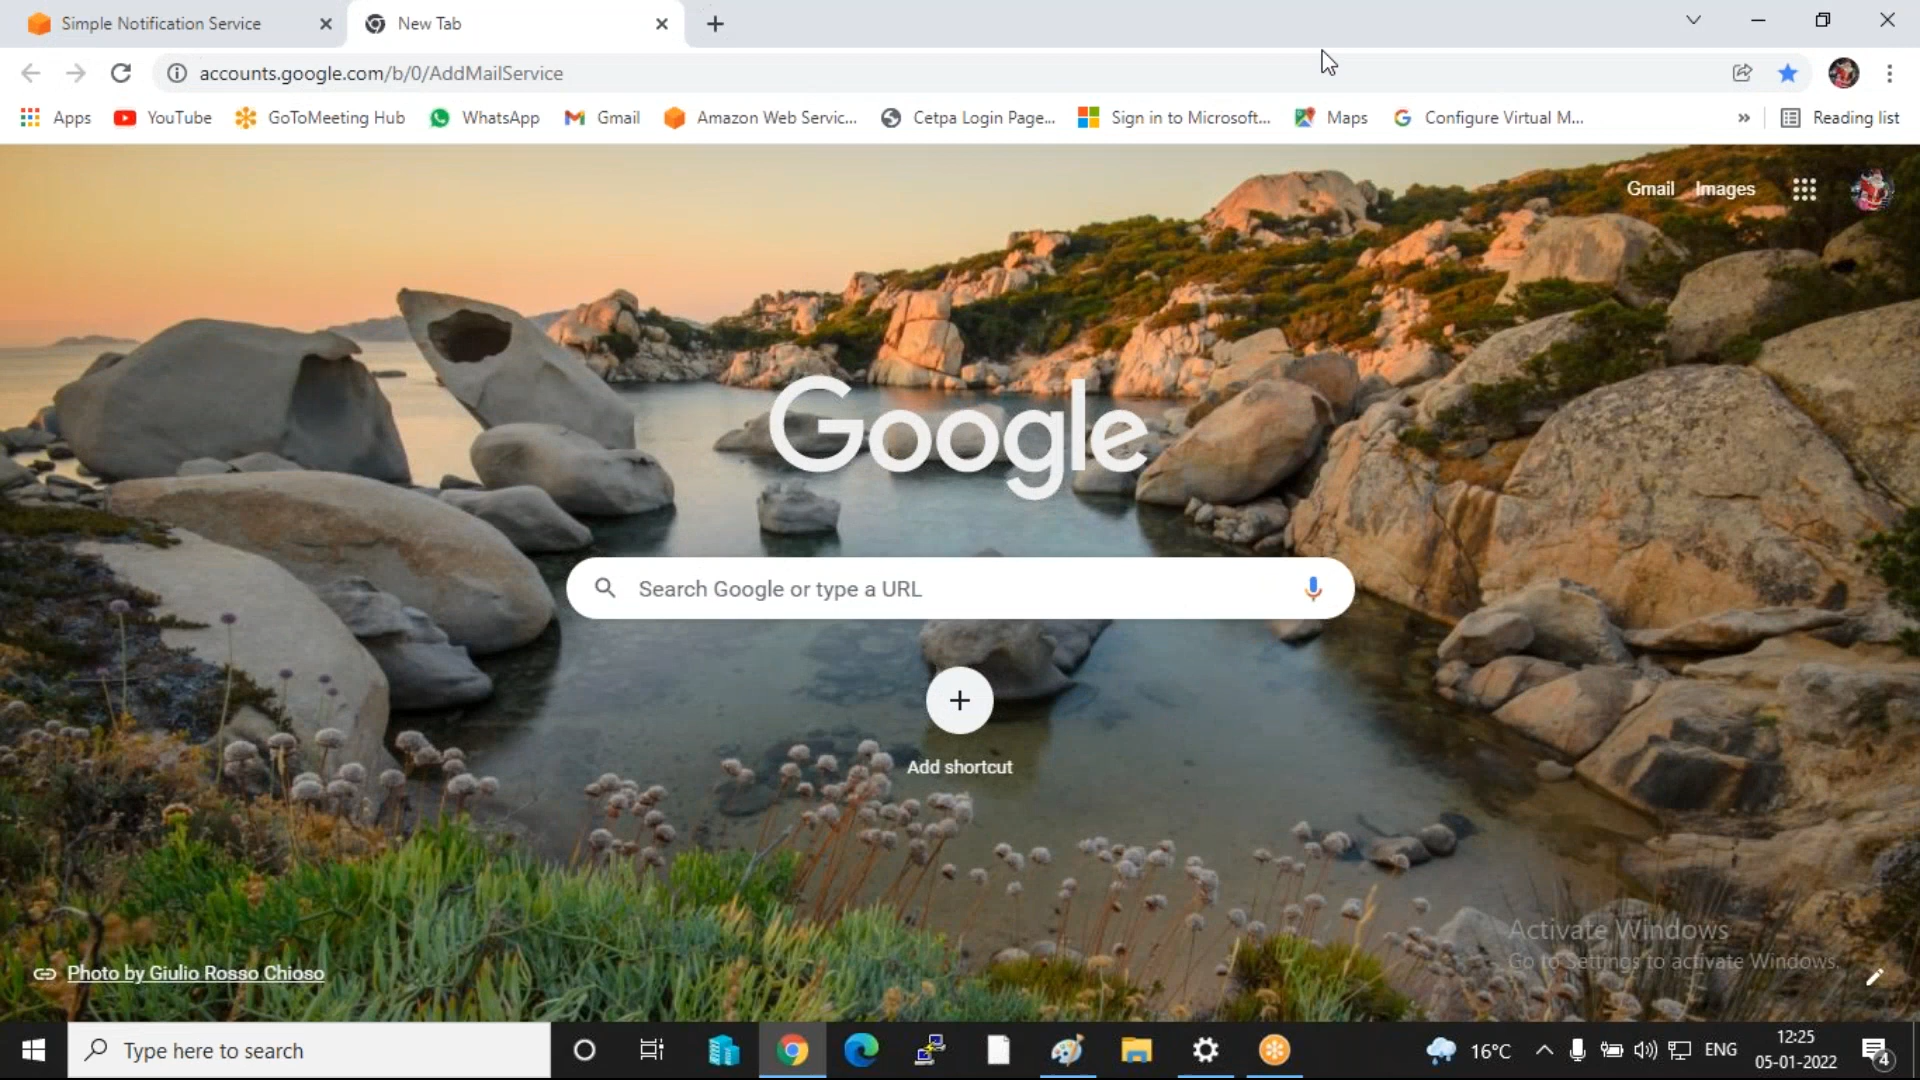 Simple Notification Service
New Tab
accounts.google.com/b/0/AddMailService
Apps
YouTube
GoToMeeting Hub
WhatsApp
Gmail
Amazon Web Servic...
Cetpa Login Page...
Sign in to Microsoft...
Maps
Configure Virtual M...
»
Reading list
Gmail
Images
Google
Search Google or type a URL
Add shortcut
Activate Windows
Go to Settings to activate Windows.
Photo by Giulio Rosso Chioso
Type here to search
16°C
ENG
12:25
05-01-2022
4